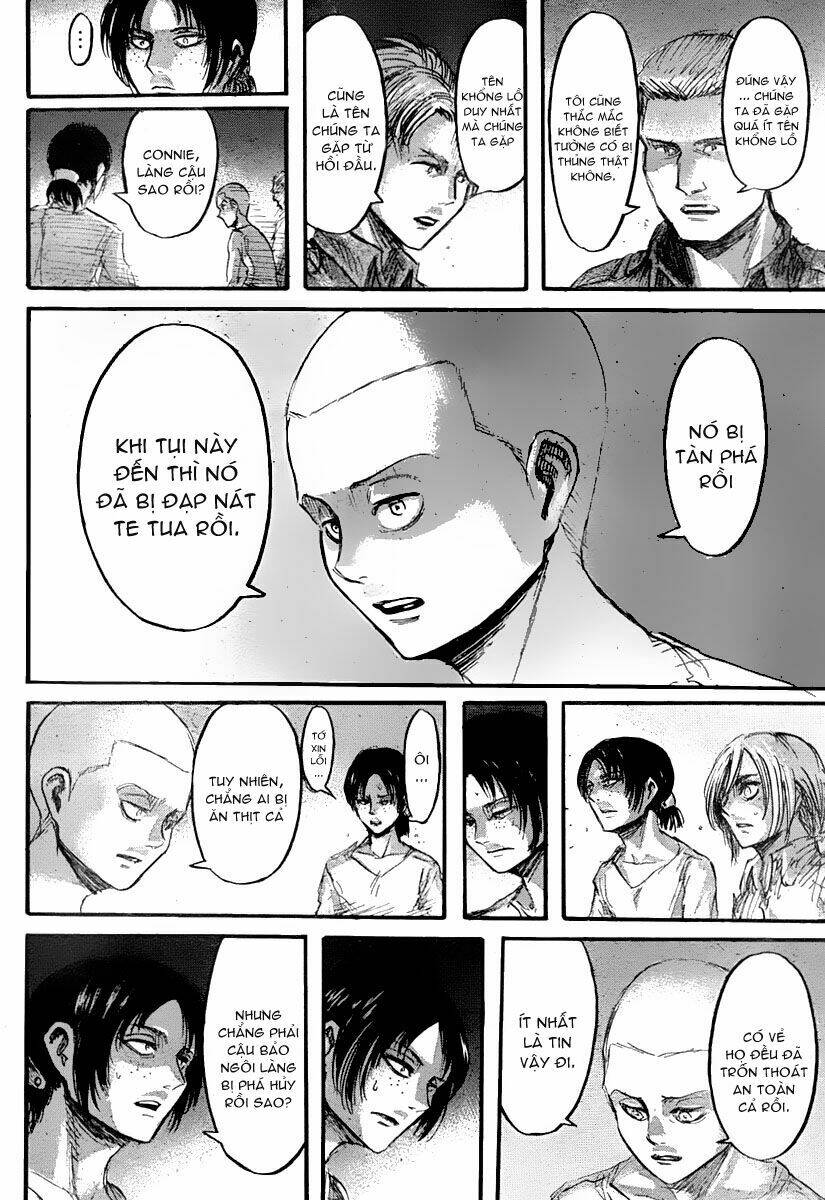 ĐÚNG VẬY
... CHÚNG
TA ĐÃ GẶP
QUÁ ÍT TÊN
KHỔNG LỒ
TÔI CŨNG
THẮC MẮC
KHÔNG BIẾT
TƯỜNG CÓ BỊ
THỦNG THẬT
KHÔNG.
TÊN
KHỔNG LỒ
DUY NHẤT
MÀ CHÚNG
TA GẶP
CŨNG
LÀ TÊN
CHÚNG TA
GẶP TỪ
HỒI ĐẦU.
...
CONNIE,
LÀNG CẬU
SAO RỒI?
NÓ BỊ
TÀN PHÁ
RỒI
KHI TỤI NÀY
ĐẾN THÌ NÓ
ĐÃ BỊ ĐẠP NÁT
TE TUA RỒI.
ÔI
...
TỚ
XIN LỖI
...
TUY NHIÊN,
CHẲNG AI BỊ
ĂN THỊT CẢ
CÓ VẺ
HỌ ĐỀU ĐÃ
TRỐN THOÁT
AN TOÀN
CẢ RỒI.
ÍT NHẤT
LÀ TIN
VẬY ĐI.
NHƯNG
CHẲNG PHẢI
CẬU BẢO
NGÔI LÀNG
BỊ PHÁ HỦY
RỒI SAO?